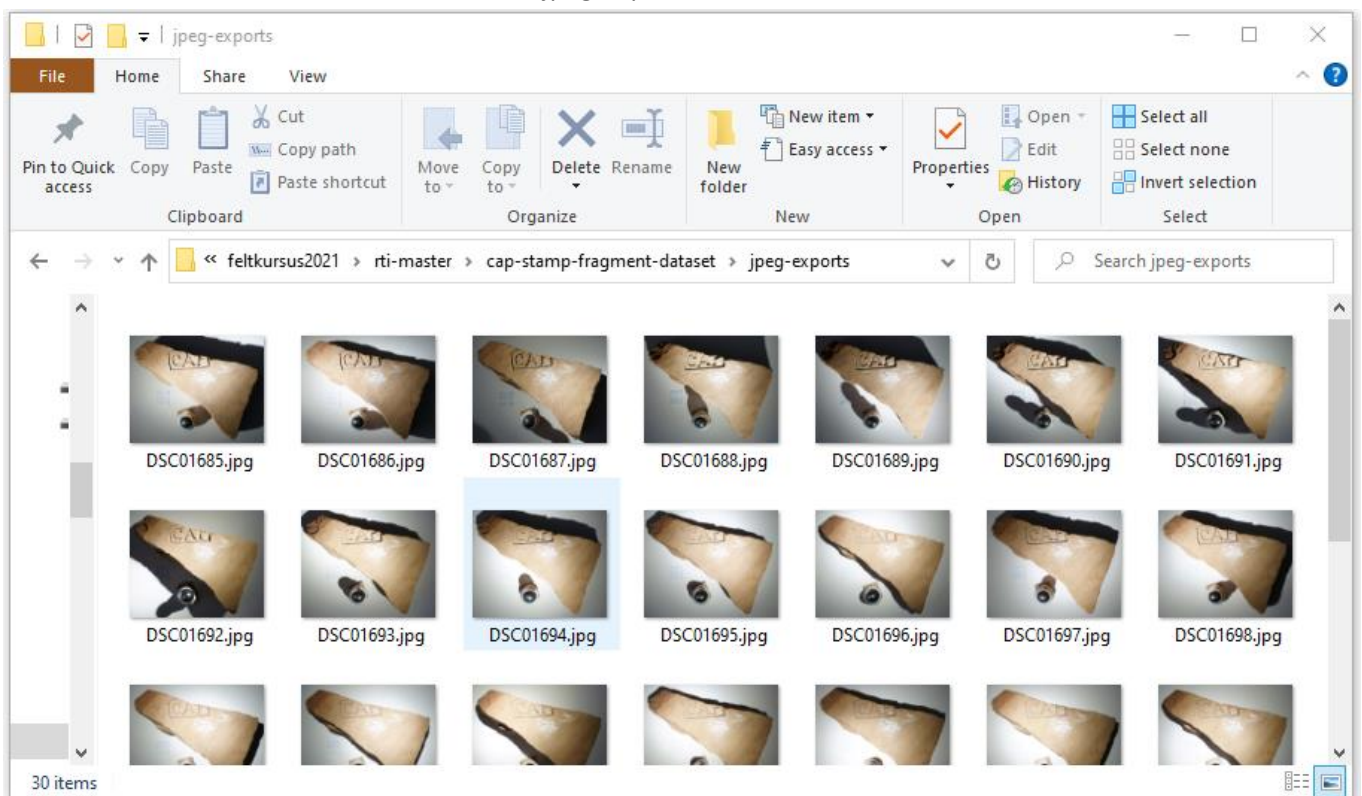 jpeg-exports
File Home Share View
Pin to Quick access
Copy
Paste
Cut
Copy path
Paste shortcut
Clipboard
Move to
Copy to
Delete
Rename
Organize
New folder
New item
Easy access
New
Properties
Open
Edit
History
Open
Select all
Select none
Invert selection
Select
« feltkursus2021 › rti-master › cap-stamp-fragment-dataset › jpeg-exports
Search jpeg-exports
DSC01685.jpg DSC01686.jpg DSC01687.jpg DSC01688.jpg DSC01689.jpg DSC01690.jpg DSC01691.jpg
DSC01692.jpg DSC01693.jpg DSC01694.jpg DSC01695.jpg DSC01696.jpg DSC01697.jpg DSC01698.jpg
30 items